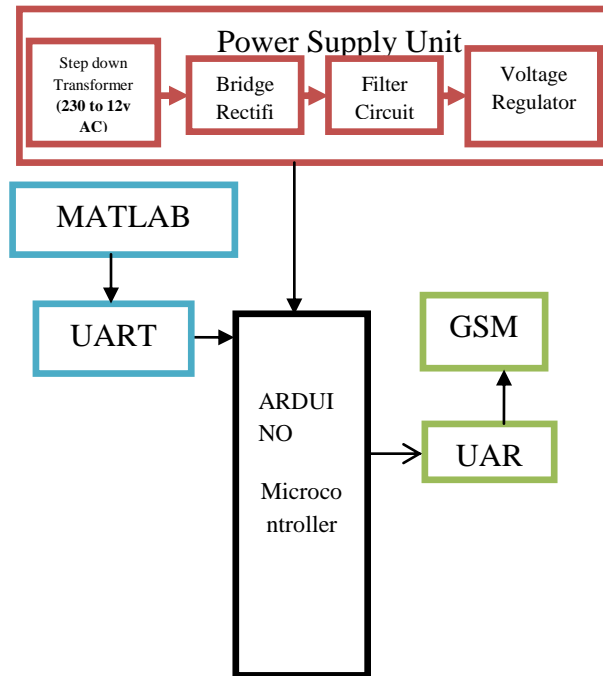 Power Supply Unit
Step down
Transformer
(230 to 12v
AC)
Bridge
Rectifi
Filter
Circuit
Voltage
Regulator
MATLAB
UART
ARDUI
NO
Microco
ntroller
GSM
UAR